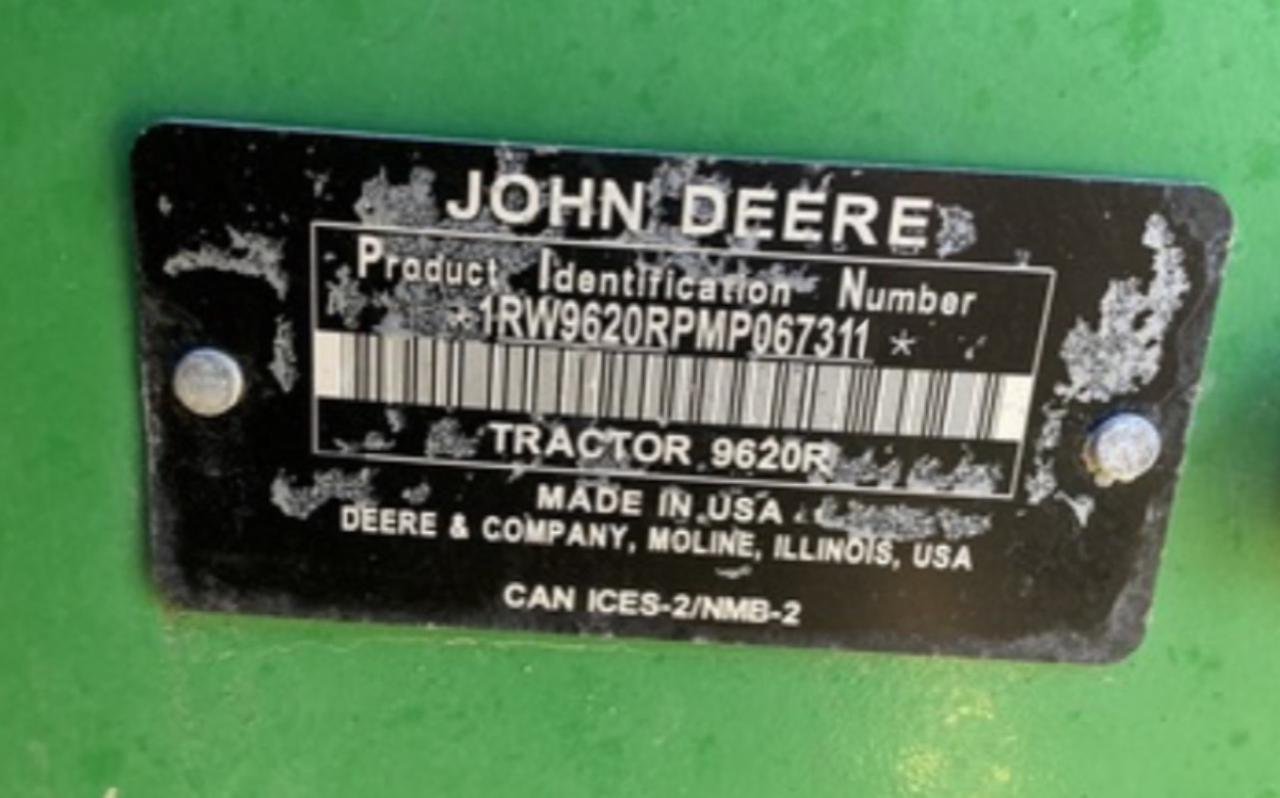 JOHN DEERE
Product Identification Number
*1RW9620RPMP067311*
TRACTOR 9620R
MADE IN USA
DEERE & COMPANY, MOLINE, ILLINOIS, USA
CAN ICES-2/NMB-2